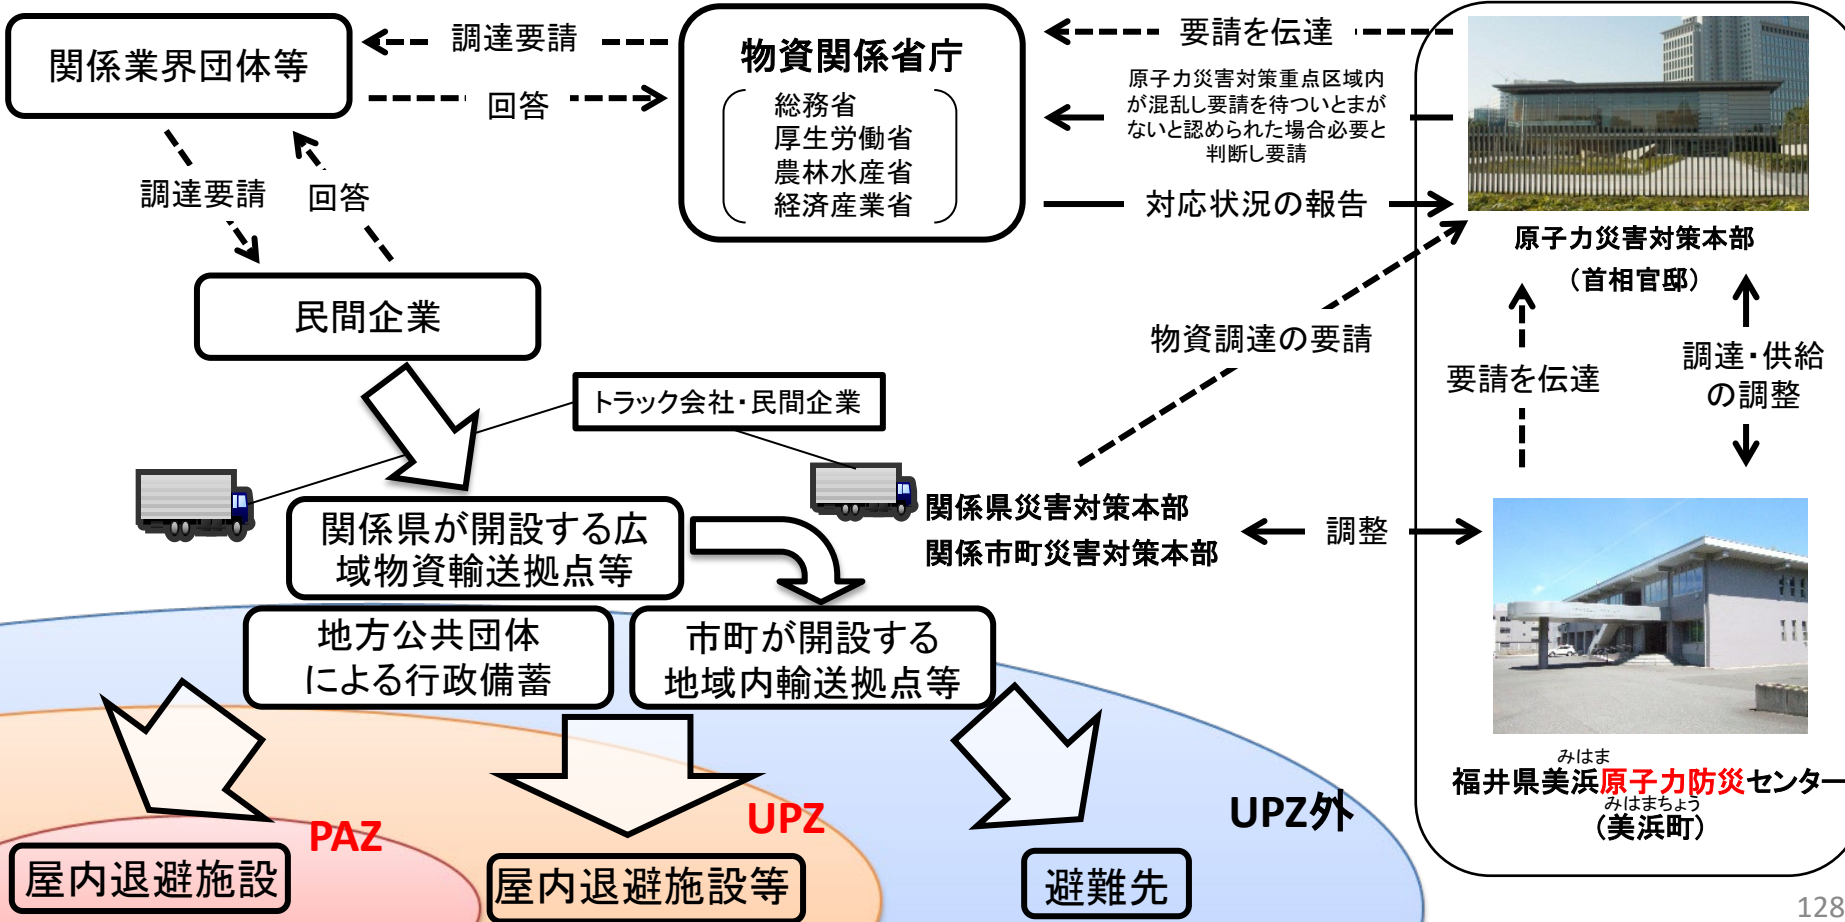 関係業界団体等
調達要請
回答
物資関係省庁
総務省
厚生労働省
農林水産省
経済産業省
要請を伝達
原子力災害対策重点区域内
が混乱し要請を待ついとまが
ないと認められた場合必要と
判断し要請
対応状況の報告
原子力災害対策本部
（首相官邸）
調達要請
回答
民間企業
物資調達の要請
要請を伝達
調達・供給
の調整
トラック会社・民間企業
関係県災害対策本部
関係市町災害対策本部
調整
関係県が開設する広
域物資輸送拠点等
地方公共団体
による行政備蓄
市町が開設する
地域内輸送拠点等
みはま
福井県美浜原子力防災センター
みはまちょう
（美浜町）
PAZ
UPZ
UPZ外
屋内退避施設
屋内退避施設等
避難先
128